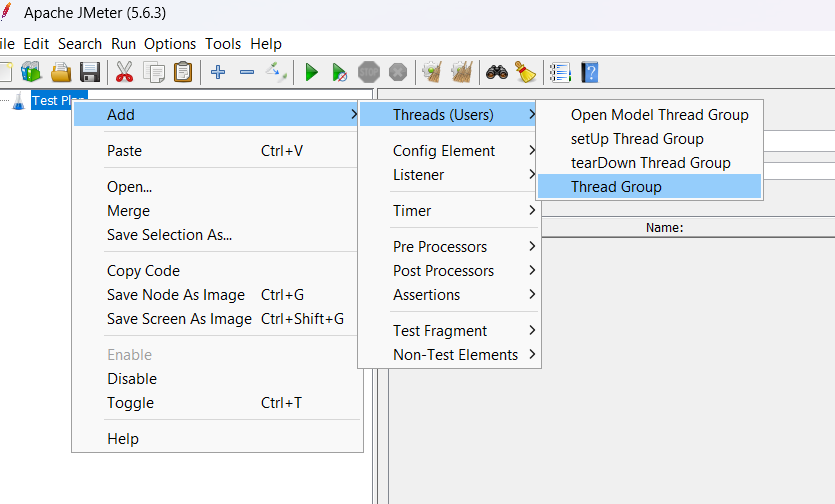 Apache JMeter (5.6.3)
ile Edit Search Run Options Tools Help
STOP
?
Test Plan
Add
Paste Ctrl+V
Open...
Merge
Save Selection As...
Copy Code
Save Node As Image Ctrl+G
Save Screen As Image Ctrl+Shift+G
Enable
Disable
Toggle Ctrl+T
Help
Threads (Users)
Config Element
Listener
Timer
Pre Processors
Post Processors
Assertions
Test Fragment
Non-Test Elements
Open Model Thread Group
setUp Thread Group
tearDown Thread Group
Thread Group
Name: